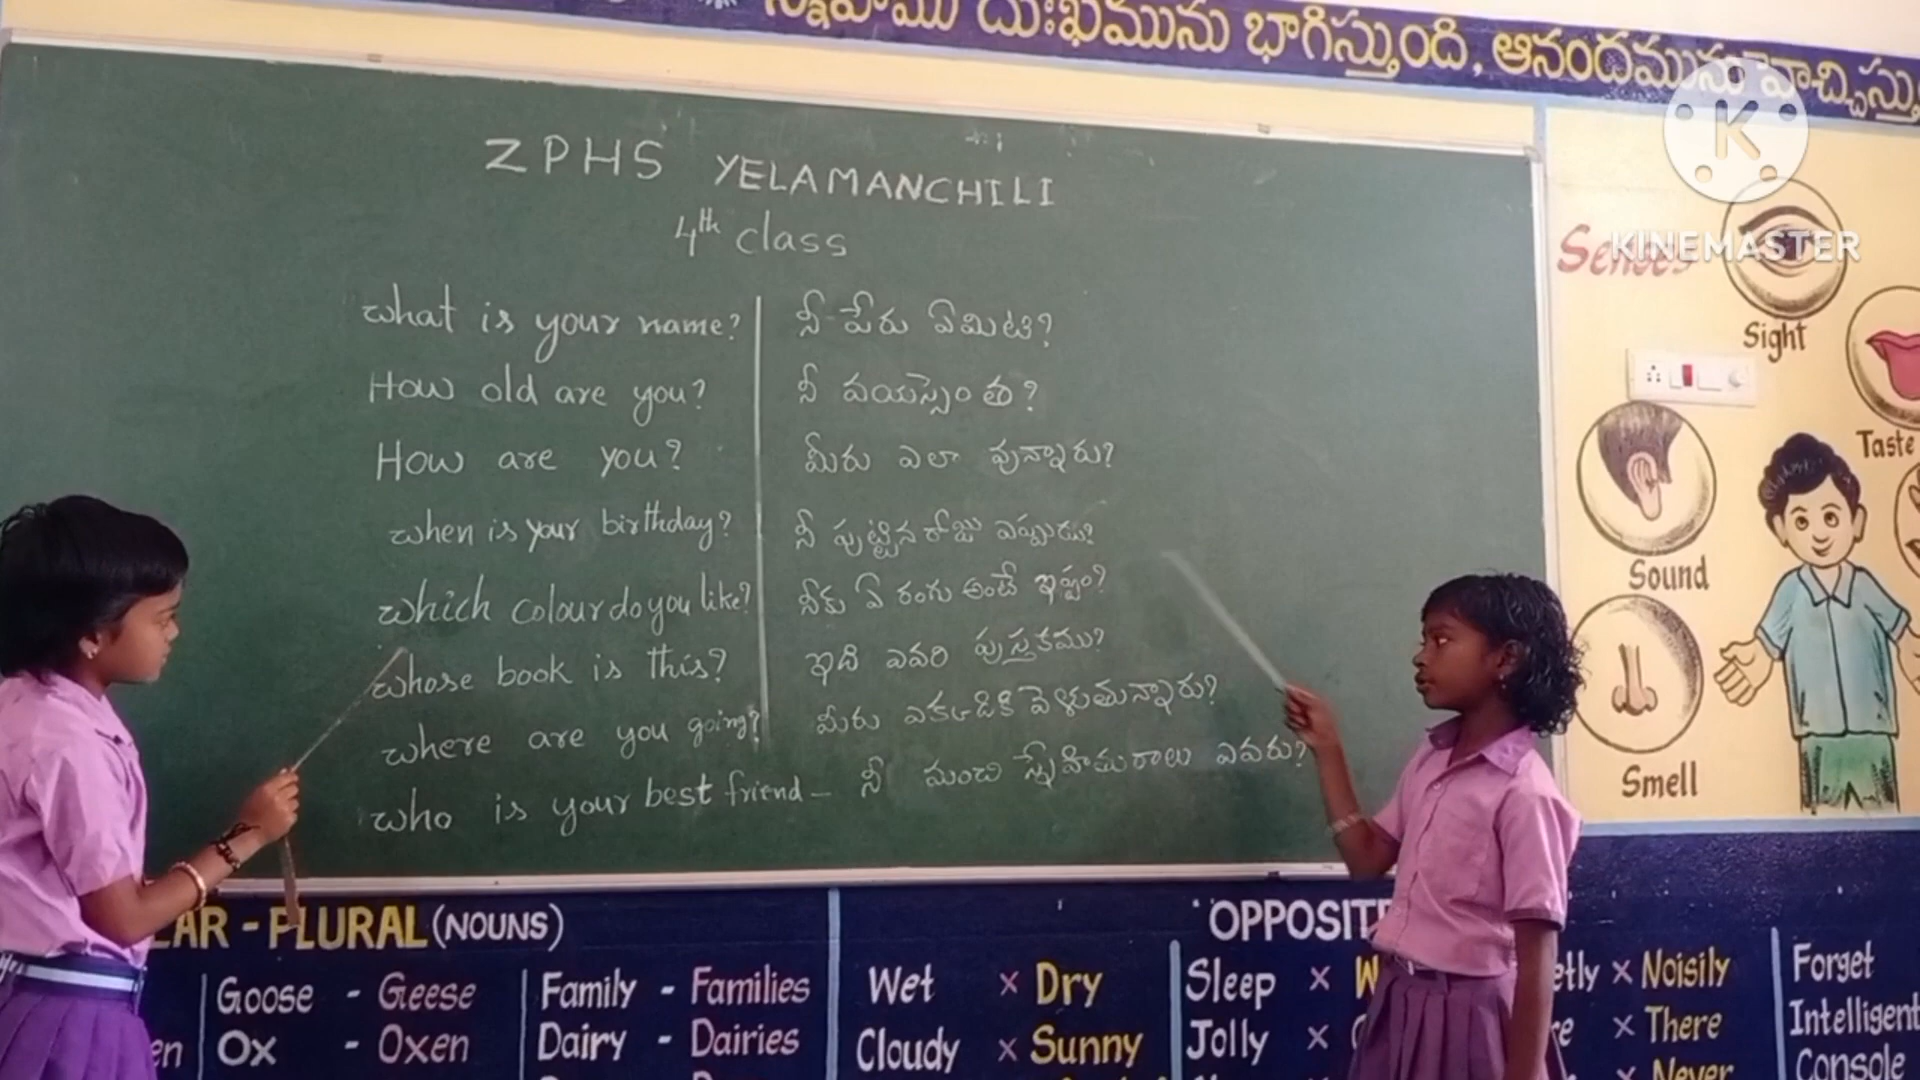 దుఃఖమును భాగిస్తుంది, ఆనందమును
KINEMASTER
ZPHS YELAMANCHILI
4th class
what is your name? నీ పేరు ఏమిటి?
How old are you? నీ వయస్సెంత?
How are you? మీరు ఎలా వున్నారు?
when is your birthday? నీ పుట్టిన రోజు ఎప్పుడు?
which colour do you like? నీకు ఏ రంగు అంటే ఇష్టం?
whose book is this? ఇది ఎవరి పుస్తకము?
where are you going? మీరు ఎక్కడికి వెళుతున్నారు?
who is your best friend - నీ మంచి స్నేహితురాలు ఎవరు?
Senses
Sight
Taste
Sound
Smell
PLURAL (NOUNS)
Goose - Geese
Ox - Oxen
Family - Families
Dairy - Dairies
Wet × Dry
Cloudy × Sunny
Sleep ×
Jolly ×
× Noisily
× There
× Never
Forget
Intelligent
Console